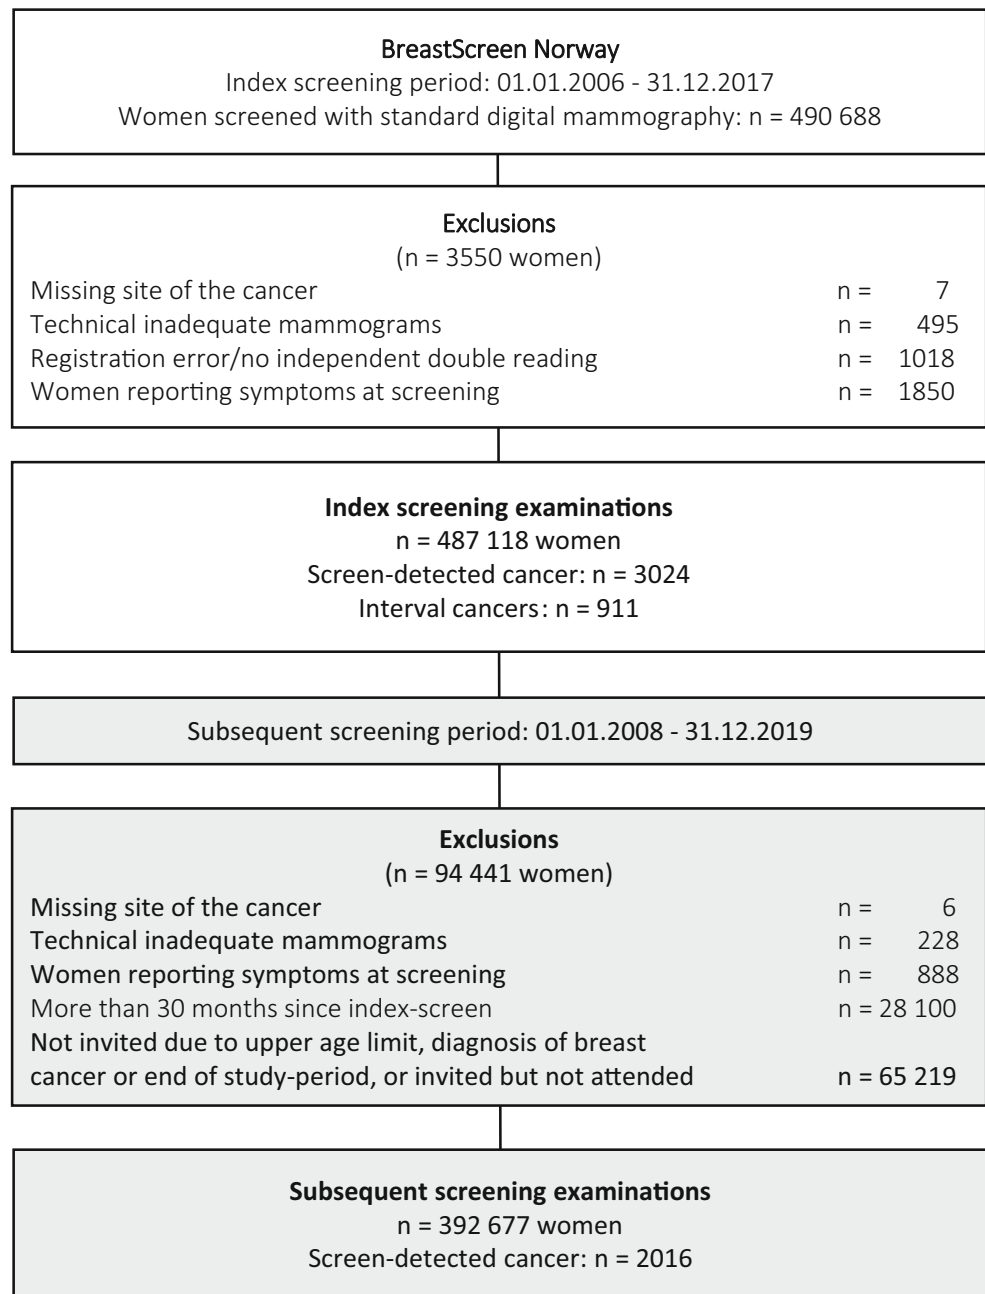 BreastScreen Norway
Index screening period: 01.01.2006 - 31.12.2017
Women screened with standard digital mammography: n = 490 688
Exclusions
(n = 3550 women)
Missing site of the cancer n = 7
Technical inadequate mammograms n = 495
Registration error/no independent double reading n = 1018
Women reporting symptoms at screening n = 1850
Index screening examinations
n = 487 118 women
Screen-detected cancer: n = 3024
Interval cancers: n = 911
Subsequent screening period: 01.01.2008 - 31.12.2019
Exclusions
(n = 94 441 women)
Missing site of the cancer n = 6
Technical inadequate mammograms n = 228
Women reporting symptoms at screening n = 888
More than 30 months since index-screen n = 28 100
Not invited due to upper age limit, diagnosis of breast
cancer or end of study-period, or invited but not attended n = 65 219
Subsequent screening examinations
n = 392 677 women
Screen-detected cancer: n = 2016